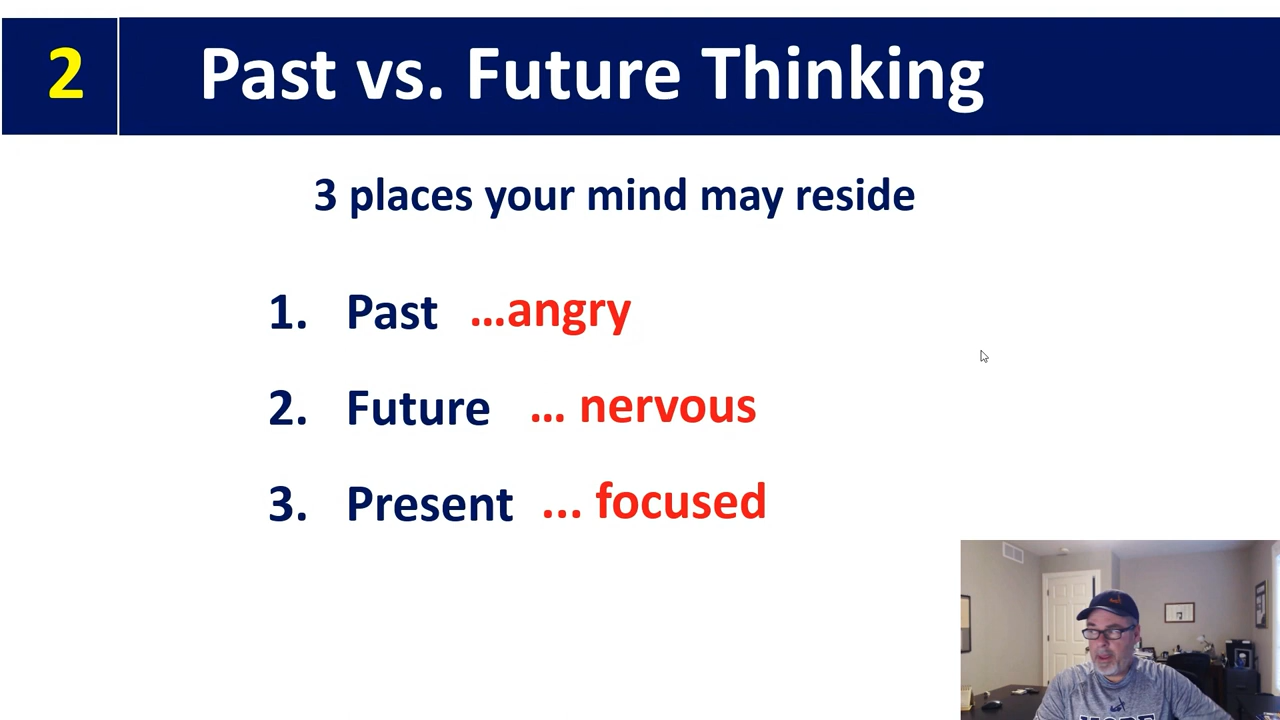 2 Past vs. Future Thinking
3 places your mind may reside
1. Past ...angry
2. Future ... nervous
3. Present ... focused